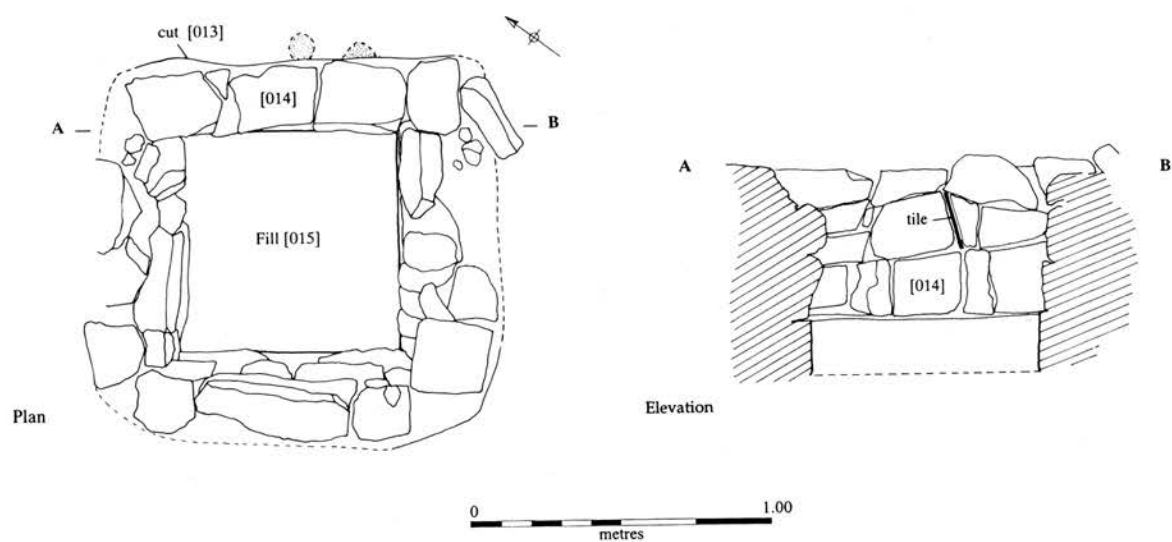 cut [013]
[014]
A
B
Fill [015]
Plan
A
B
tile
[014]
Elevation
0
1.00
metres